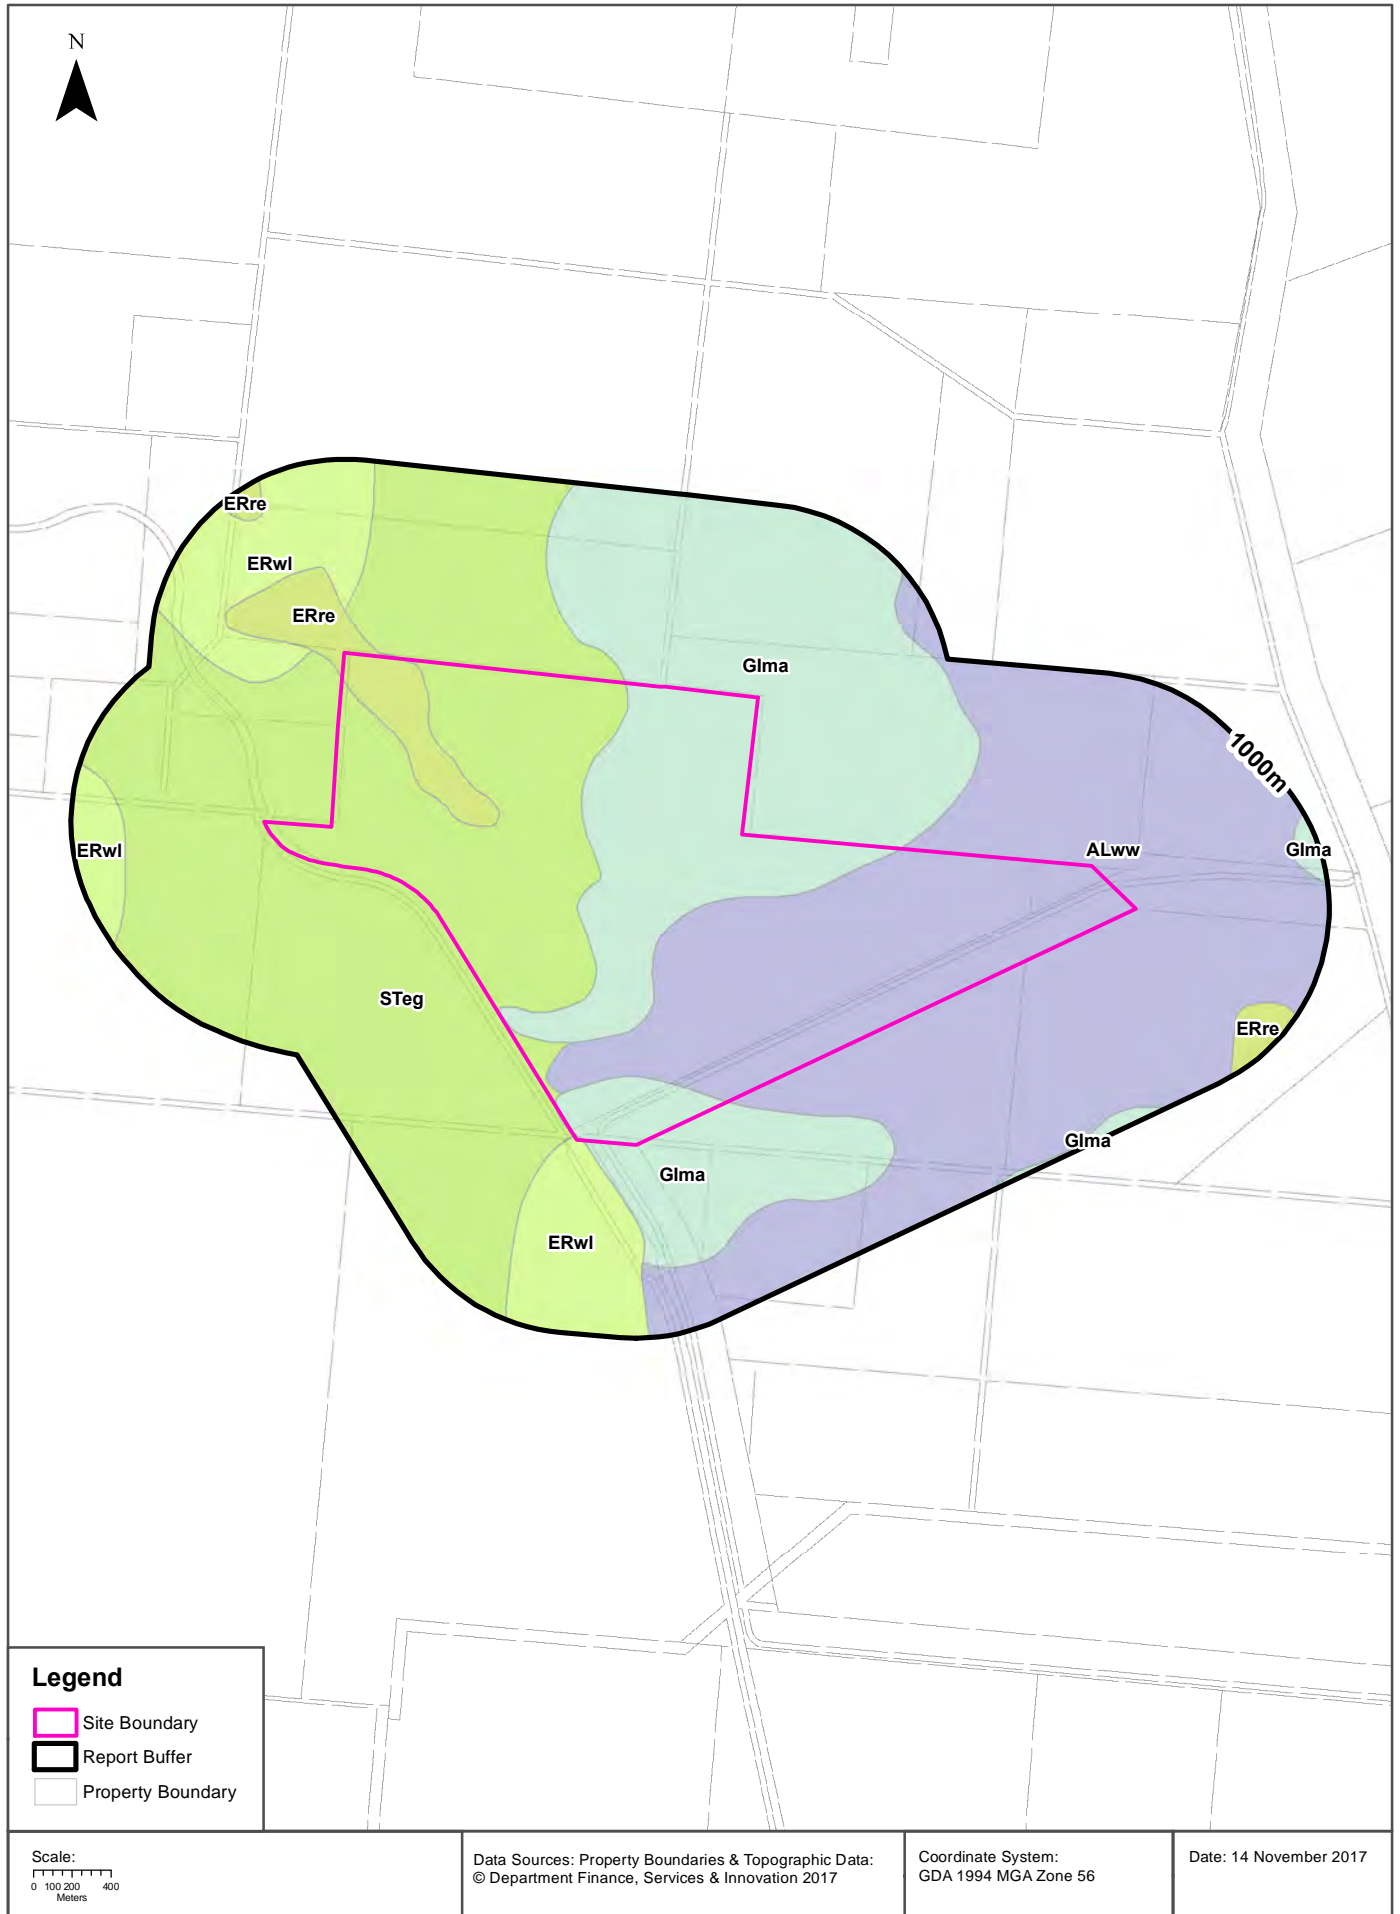 N
ERre
ERwl
ERre
Glma
1000m
ERwl
ALww
Glma
STeg
ERre
Glma
Glma
ERwl
Legend
Site Boundary
Report Buffer
Property Boundary
Scale:
0 100 200 400
Meters
Data Sources: Property Boundaries & Topographic Data:
© Department Finance, Services & Innovation 2017
Coordinate System:
GDA 1994 MGA Zone 56
Date: 14 November 2017